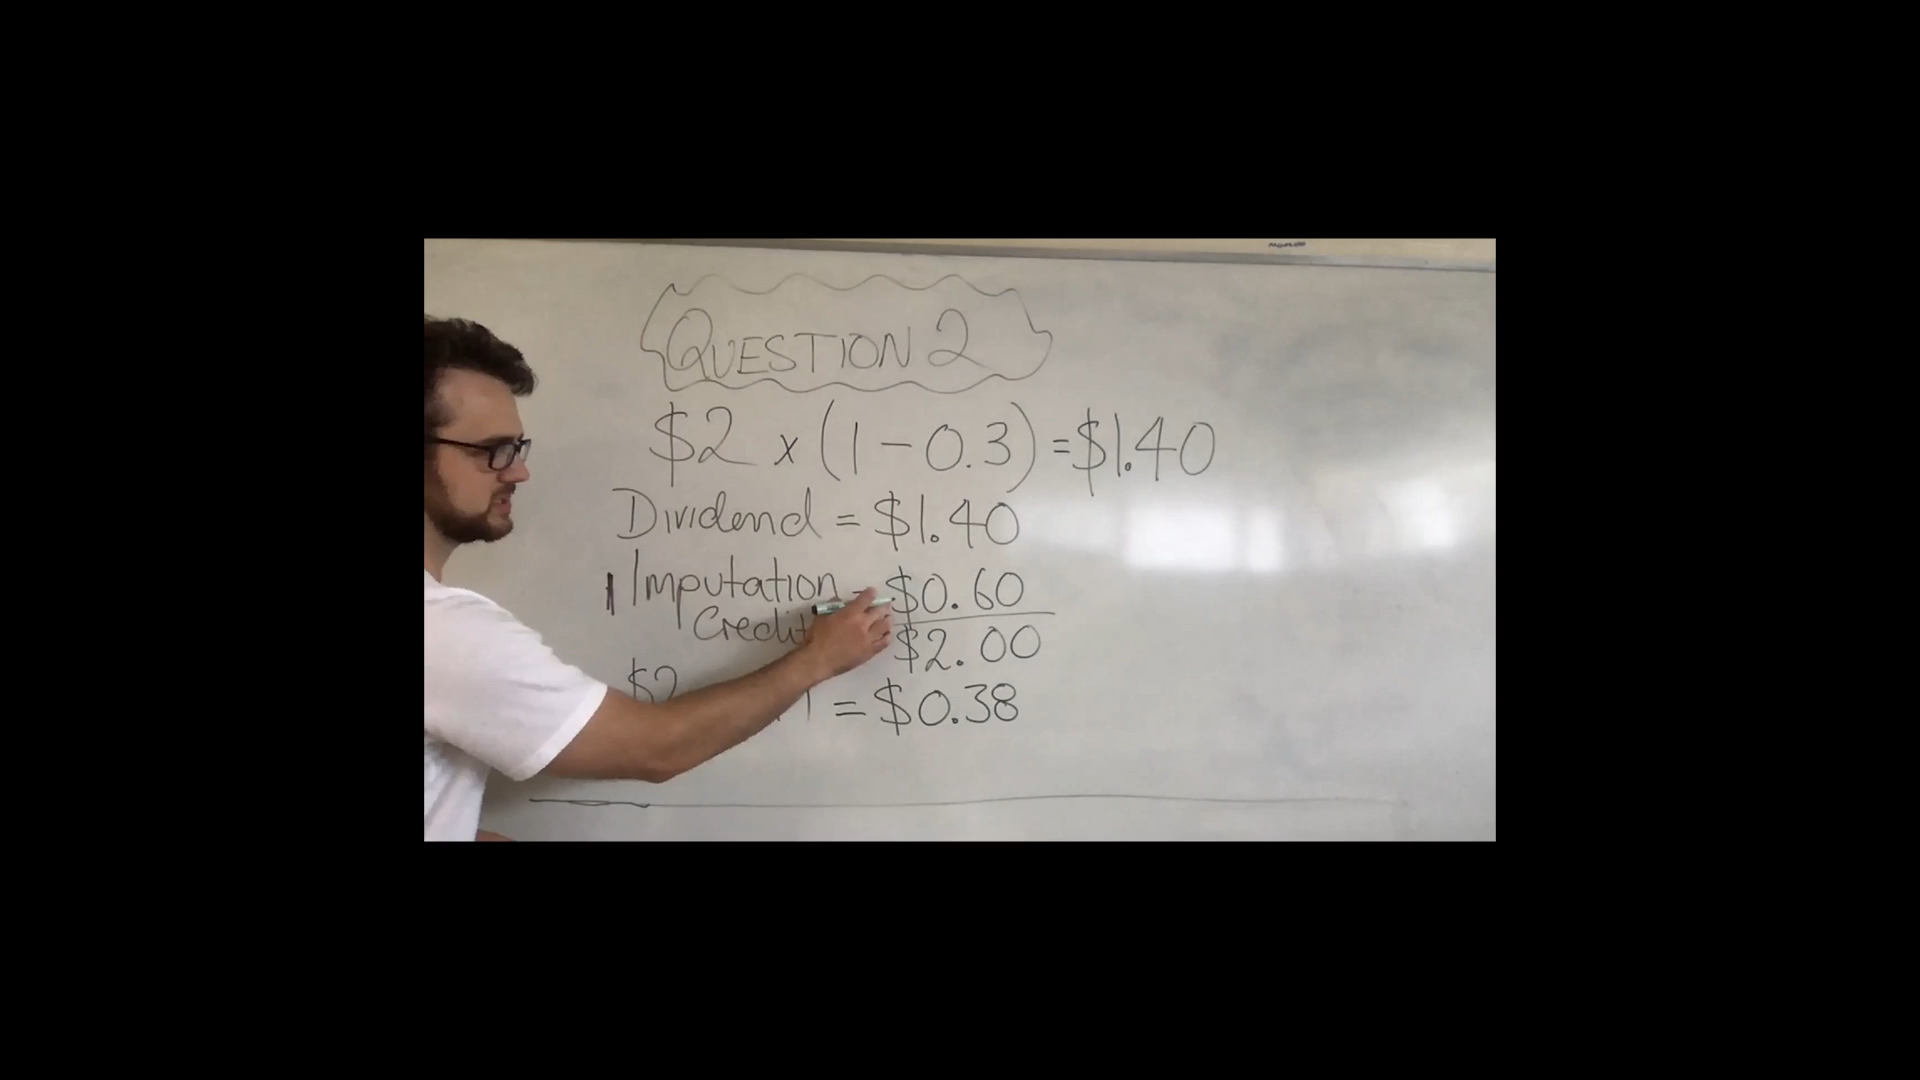 QUESTION 2
$2 x (1 - 0.3) = $1.40
Dividend = $1.40
Imputation = $0.60
Credit
$2.00
$2 = $0.38